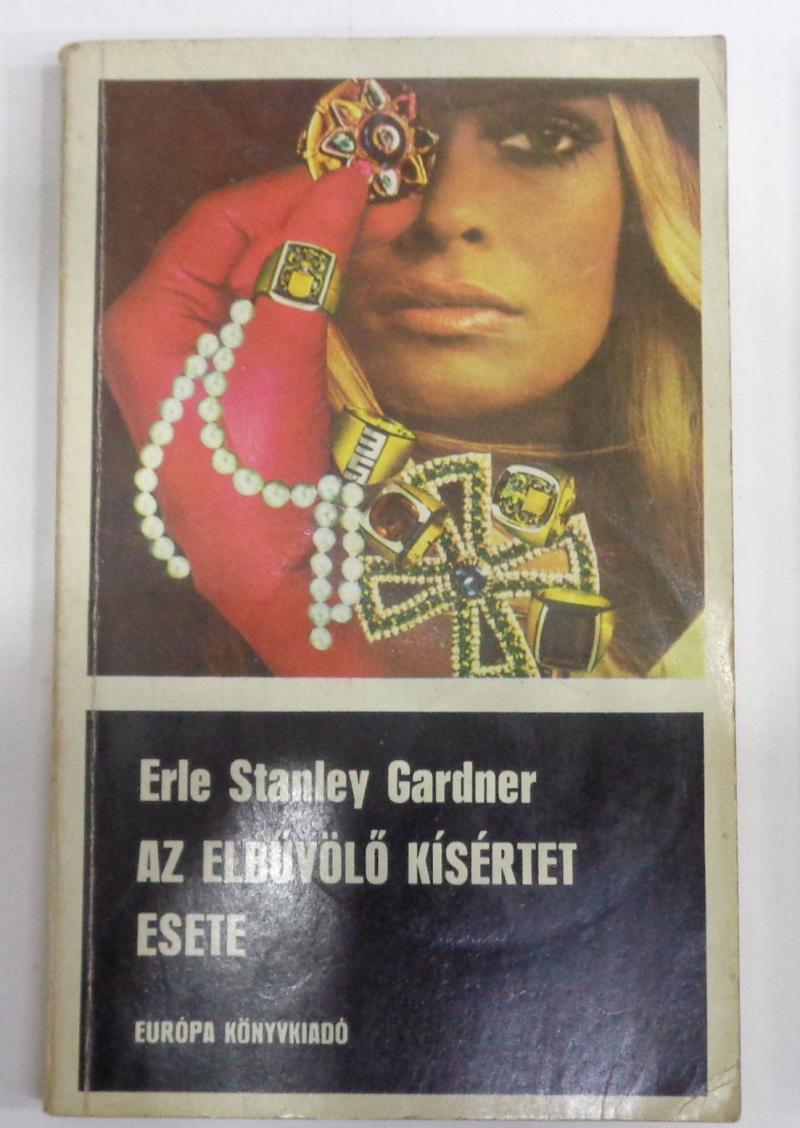 Erle Stanley Gardner
AZ ELBŰVÖLŐ KÍSÉRTET
ESETE
EURÓPA KÖNYVKIADÓ